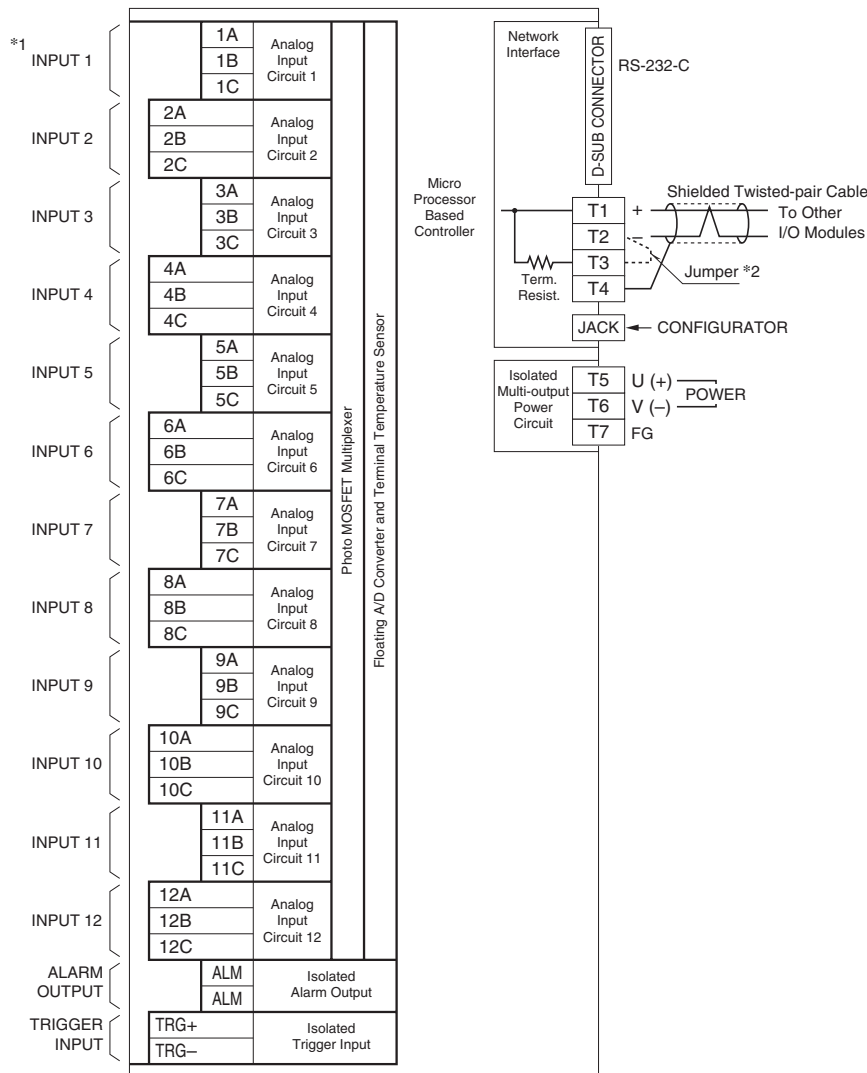 *1
INPUT 1
1A
1B
1C
Analog
Input
Circuit 1
INPUT 2
2A
2B
2C
Analog
Input
Circuit 2
INPUT 3
3A
3B
3C
Analog
Input
Circuit 3
INPUT 4
4A
4B
4C
Analog
Input
Circuit 4
INPUT 5
5A
5B
5C
Analog
Input
Circuit 5
INPUT 6
6A
6B
6C
Analog
Input
Circuit 6
INPUT 7
7A
7B
7C
Analog
Input
Circuit 7
INPUT 8
8A
8B
8C
Analog
Input
Circuit 8
INPUT 9
9A
9B
9C
Analog
Input
Circuit 9
INPUT 10
10A
10B
10C
Analog
Input
Circuit 10
INPUT 11
11A
11B
11C
Analog
Input
Circuit 11
INPUT 12
12A
12B
12C
Analog
Input
Circuit 12
ALARM
OUTPUT
ALM
ALM
Isolated
Alarm Output
TRIGGER
INPUT
TRG+
TRG–
Isolated
Trigger Input
Photo MOSFET Multiplexer
Floating A/D Converter and Terminal Temperature Sensor
Micro
Processor
Based
Controller
Network
Interface
D-SUB CONNECTOR
RS-232-C
Shielded Twisted-pair Cable
T1 +
T2 –
T3
T4
To Other
I/O Modules
Term.
Resist.
Jumper *2
JACK
CONFIGURATOR
Isolated
Multi-output
Power
Circuit
T5 U (+)
T6 V (–)
T7 FG
POWER